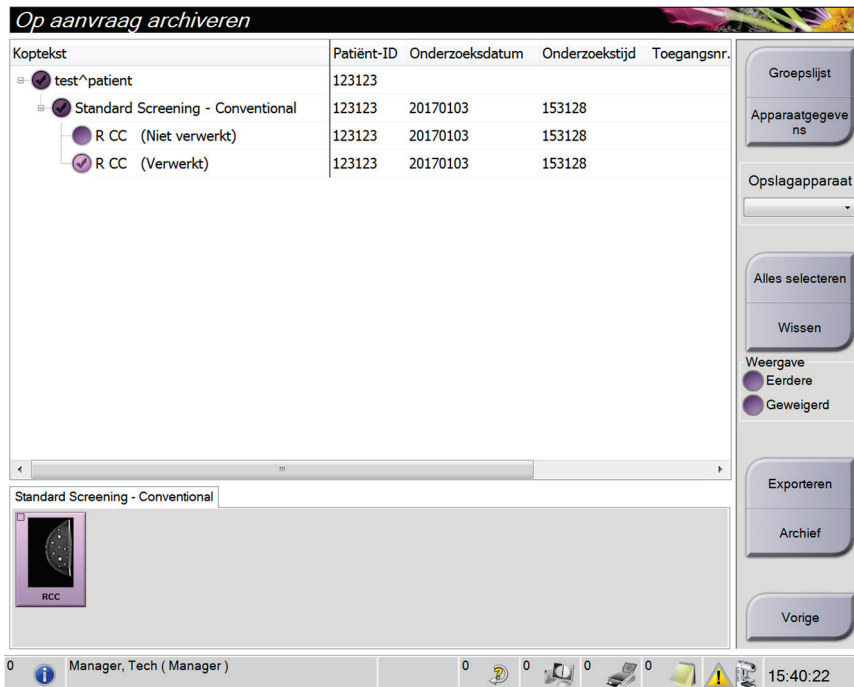 Op aanvraag archiveren
Koptekst Patiënt-ID Onderzoeksdatum Onderzoekstijd Toegangsnr.
test^patient 123123
Standard Screening - Conventional 123123 20170103 153128
R CC (Niet verwerkt) 123123 20170103 153128
R CC (Verwerkt) 123123 20170103 153128
Groepslijst
Apparaatgegeve
ns
Opslagapparaat
Alles selecteren
Wissen
Weergave
Eerdere
Geweigerd
Exporteren
Archief
Vorige
Standard Screening - Conventional
RCC
0 Manager, Tech ( Manager ) 0 0 0 0 15:40:22